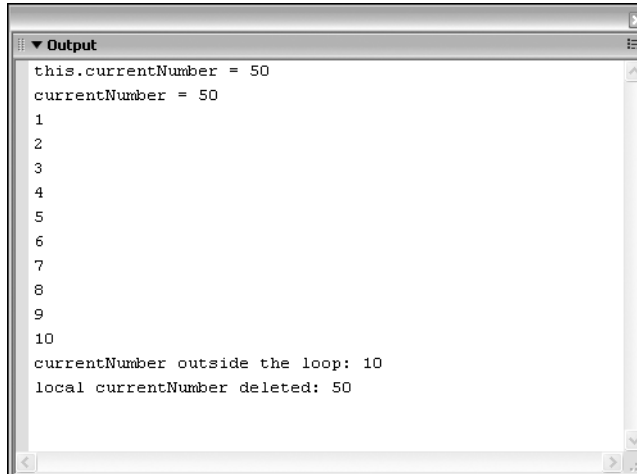 Output
this.currentNumber = 50
currentNumber = 50
1
2
3
4
5
6
7
8
9
10
currentNumber outside the loop: 10
local currentNumber deleted: 50